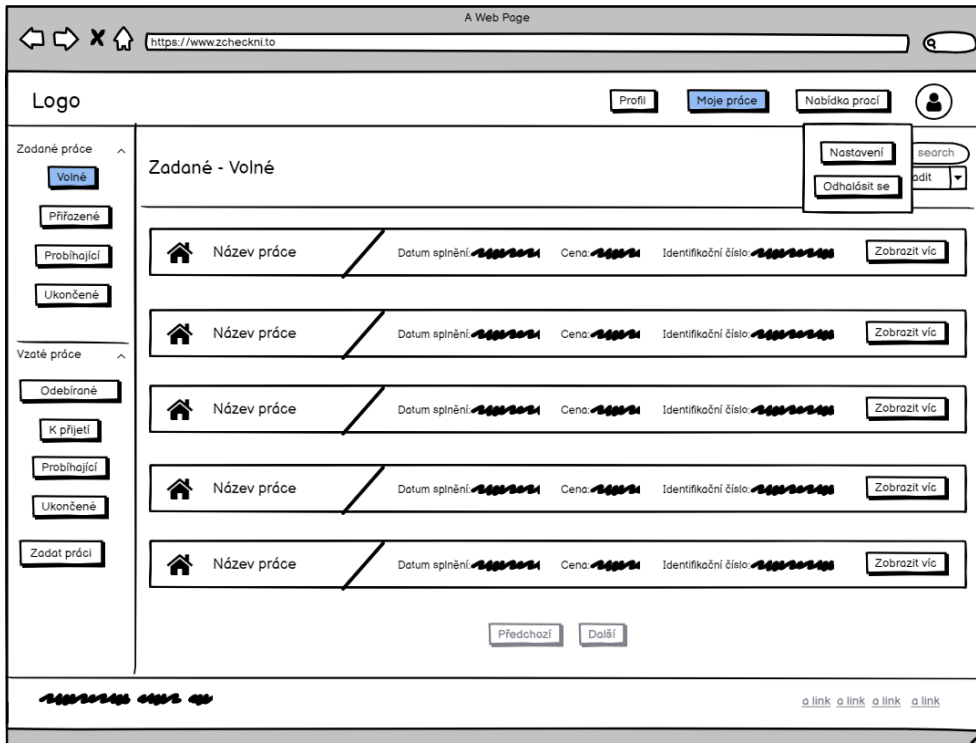 A Web Page
https://www.zcheckni.to
Logo
Profil
Moje práce
Nabídka prací
Nastavení
Odhalásit se
search
adit
Zadané práce
Volné
Přiřazené
Probíhající
Ukončené
Vzaté práce
Odebírané
K přijetí
Probíhající
Ukončené
Zadat práci
Zadané - Volné
Název práce Datum splnění: Cena: Identifikační číslo: Zobrazit víc
Název práce Datum splnění: Cena: Identifikační číslo: Zobrazit víc
Název práce Datum splnění: Cena: Identifikační číslo: Zobrazit víc
Název práce Datum splnění: Cena: Identifikační číslo: Zobrazit víc
Název práce Datum splnění: Cena: Identifikační číslo: Zobrazit víc
Předchozí Další
a link a link a link a link